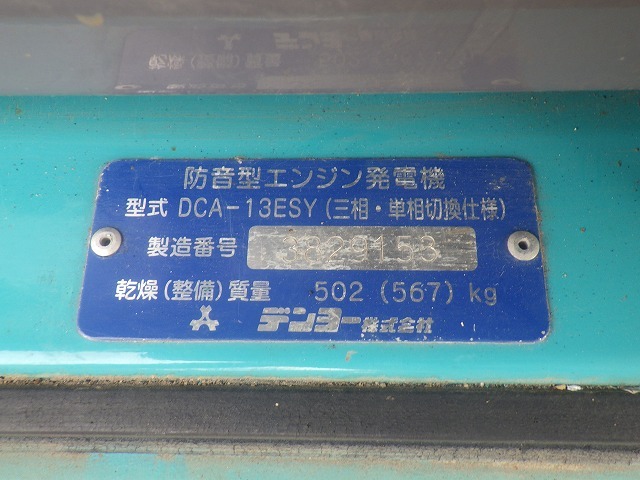 防音型エンジン発電機
型式 DCA-13ESY (三相・単相切換仕様)
製造番号 3829153
乾燥 (整備) 質量 502 (567) kg
デンヨー株式会社